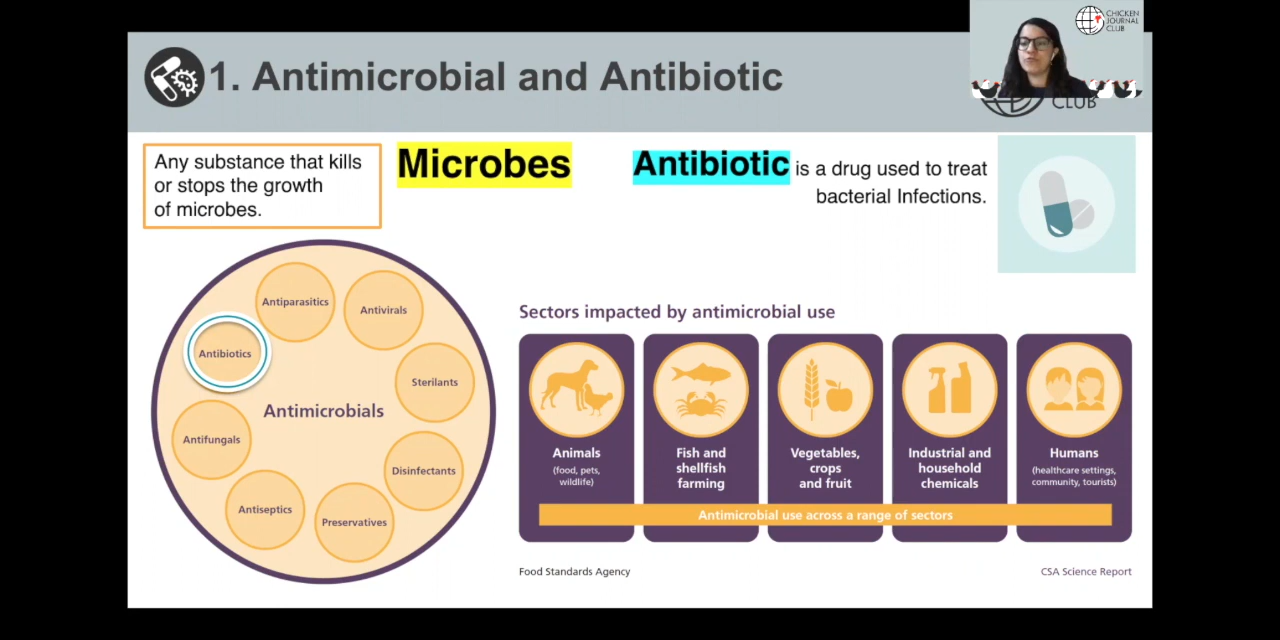 1. Antimicrobial and Antibiotic
CHICKEN
JOURNAL
CLUB
CLUB
Any substance that kills
or stops the growth
of microbes.
Microbes
Antibiotic is a drug used to treat
bacterial Infections.
Antiparasitics
Antivirals
Antibiotics
Sterilants
Antimicrobials
Antifungals
Disinfectants
Antiseptics
Preservatives
Sectors impacted by antimicrobial use
Animals
(food, pets,
wildlife)
Fish and
shellfish
farming
Vegetables,
crops
and fruit
Industrial and
household
chemicals
Humans
(healthcare settings,
community, tourists)
Antimicrobial use across a range of sectors
Food Standards Agency
CSA Science Report